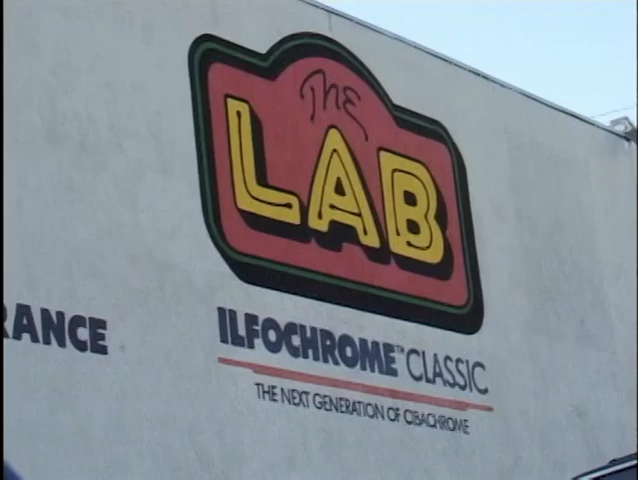 The
LAB
RANCE
ILFOCHROME™ CLASSIC
THE NEXT GENERATION OF CIBACHROME